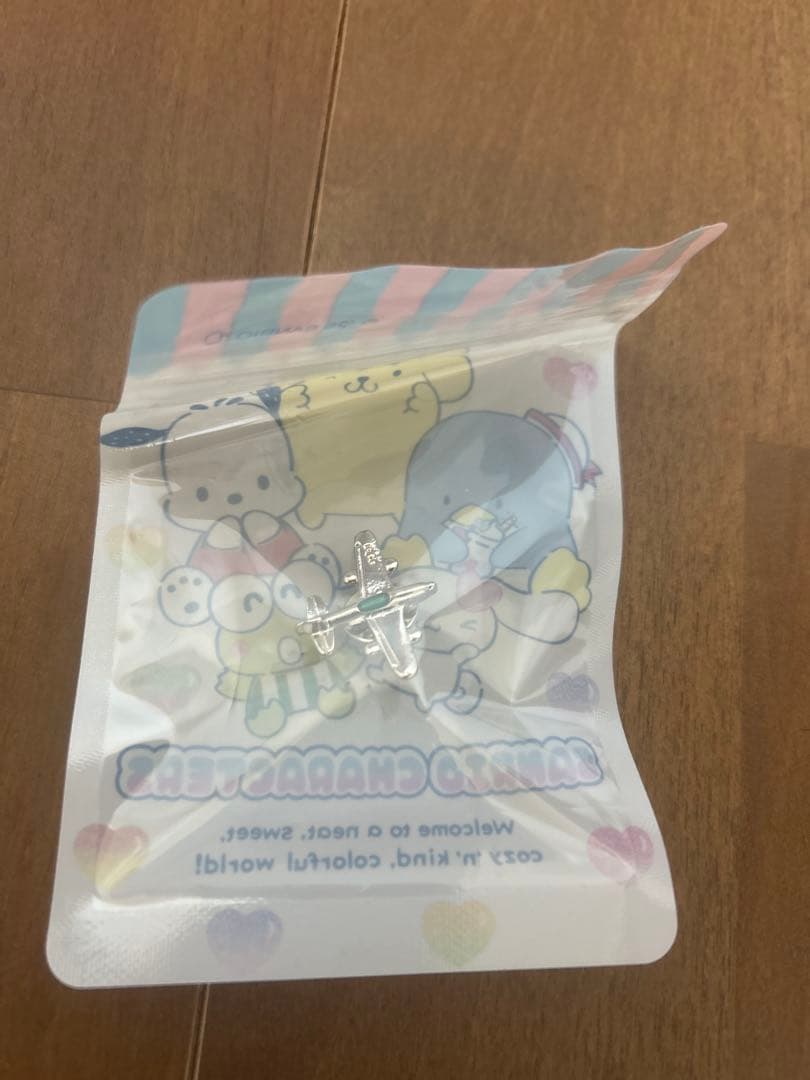 SANRIO CHARACTERS
Welcome to a neat, sweet,
cozy 'n' kind, colorful world!